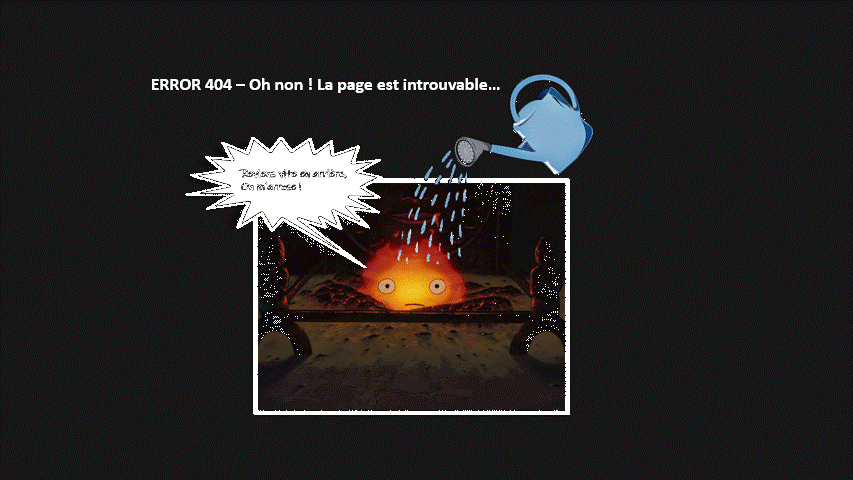 ERROR 404 – Oh non ! La page est introuvable…
Reviens vite en arrière,
On m'arrose !